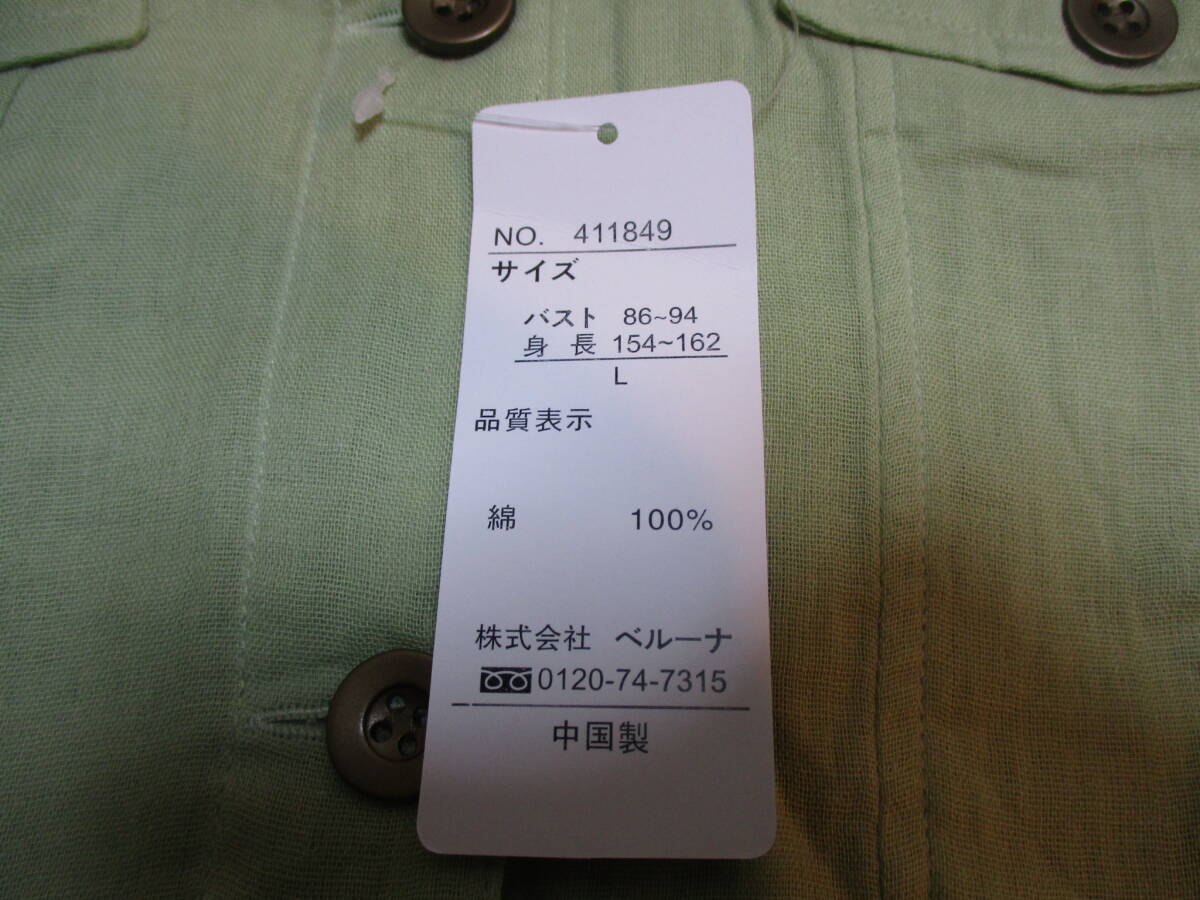 NO. 411849
サイズ
バスト 86~94
身 長 154~162
L
品質表示
綿 100%
株式会社 ベルーナ
0120-74-7315
中国製